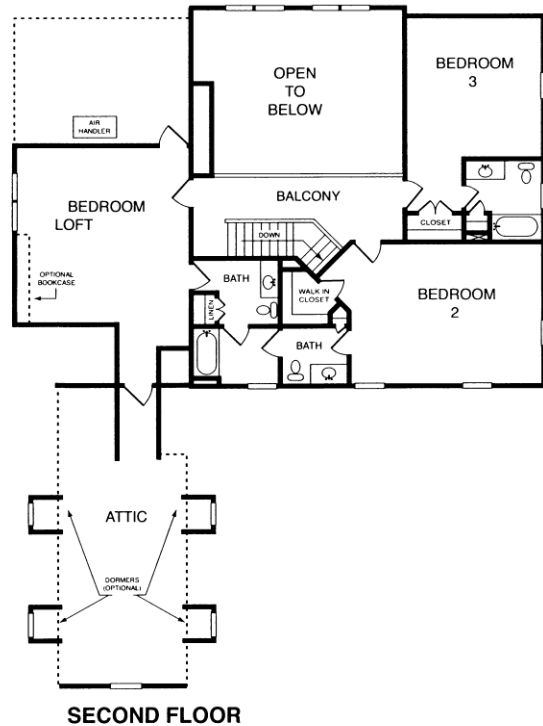 OPEN
TO
BELOW
BEDROOM
3
AIR
HANDLER
BEDROOM
LOFT
BALCONY
DOWN
CLOSET
OPTIONAL
BOOKCASE
BATH
LINEN
WALK IN
CLOSET
BEDROOM
2
BATH
ATTIC
DORMERS
(OPTIONAL)
SECOND FLOOR